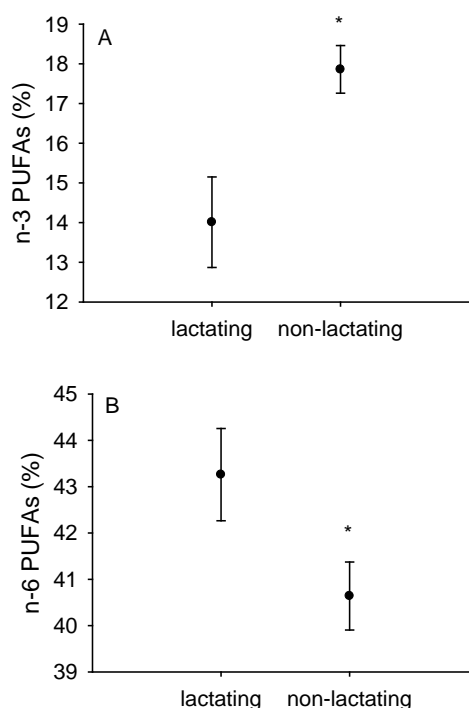 A
*
19
18
17
16
15
14
13
12
n-3 PUFAs (%)
lactating non-lactating
B
*
45
44
43
42
41
40
39
n-6 PUFAs (%)
lactating non-lactating